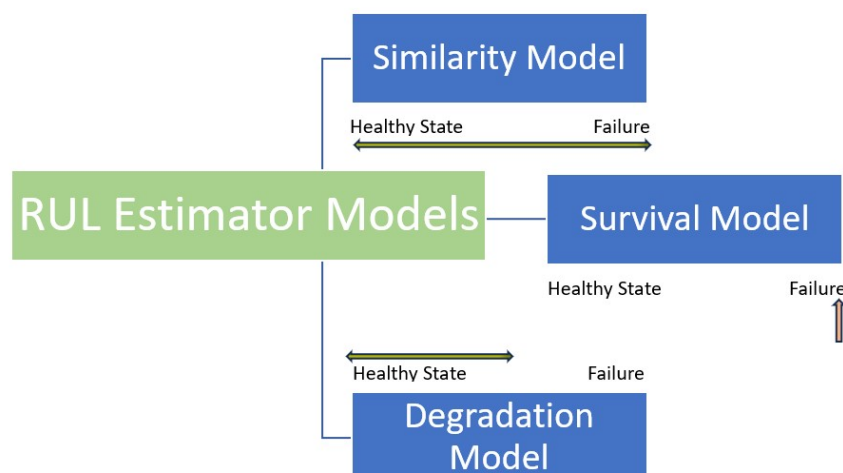 Similarity Model
Healthy State Failure
RUL Estimator Models
Survival Model
Healthy State Failure
Healthy State Failure
Degradation
Model